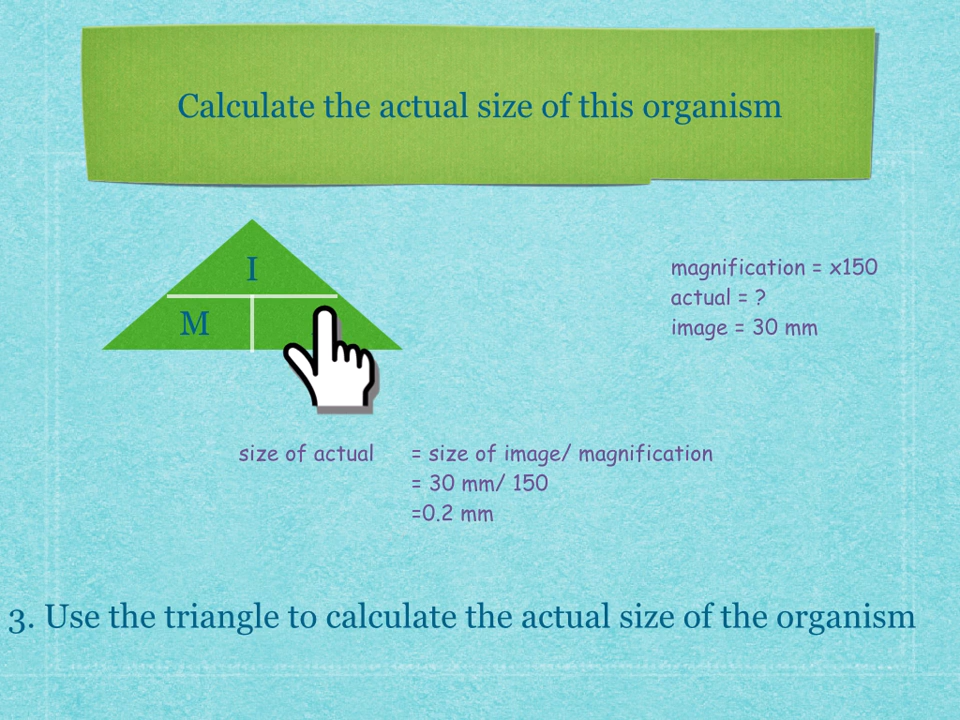 Calculate the actual size of this organism
I
M
magnification = x150
actual = ?
image = 30 mm
size of actual = size of image/ magnification
= 30 mm/ 150
=0.2 mm
3. Use the triangle to calculate the actual size of the organism